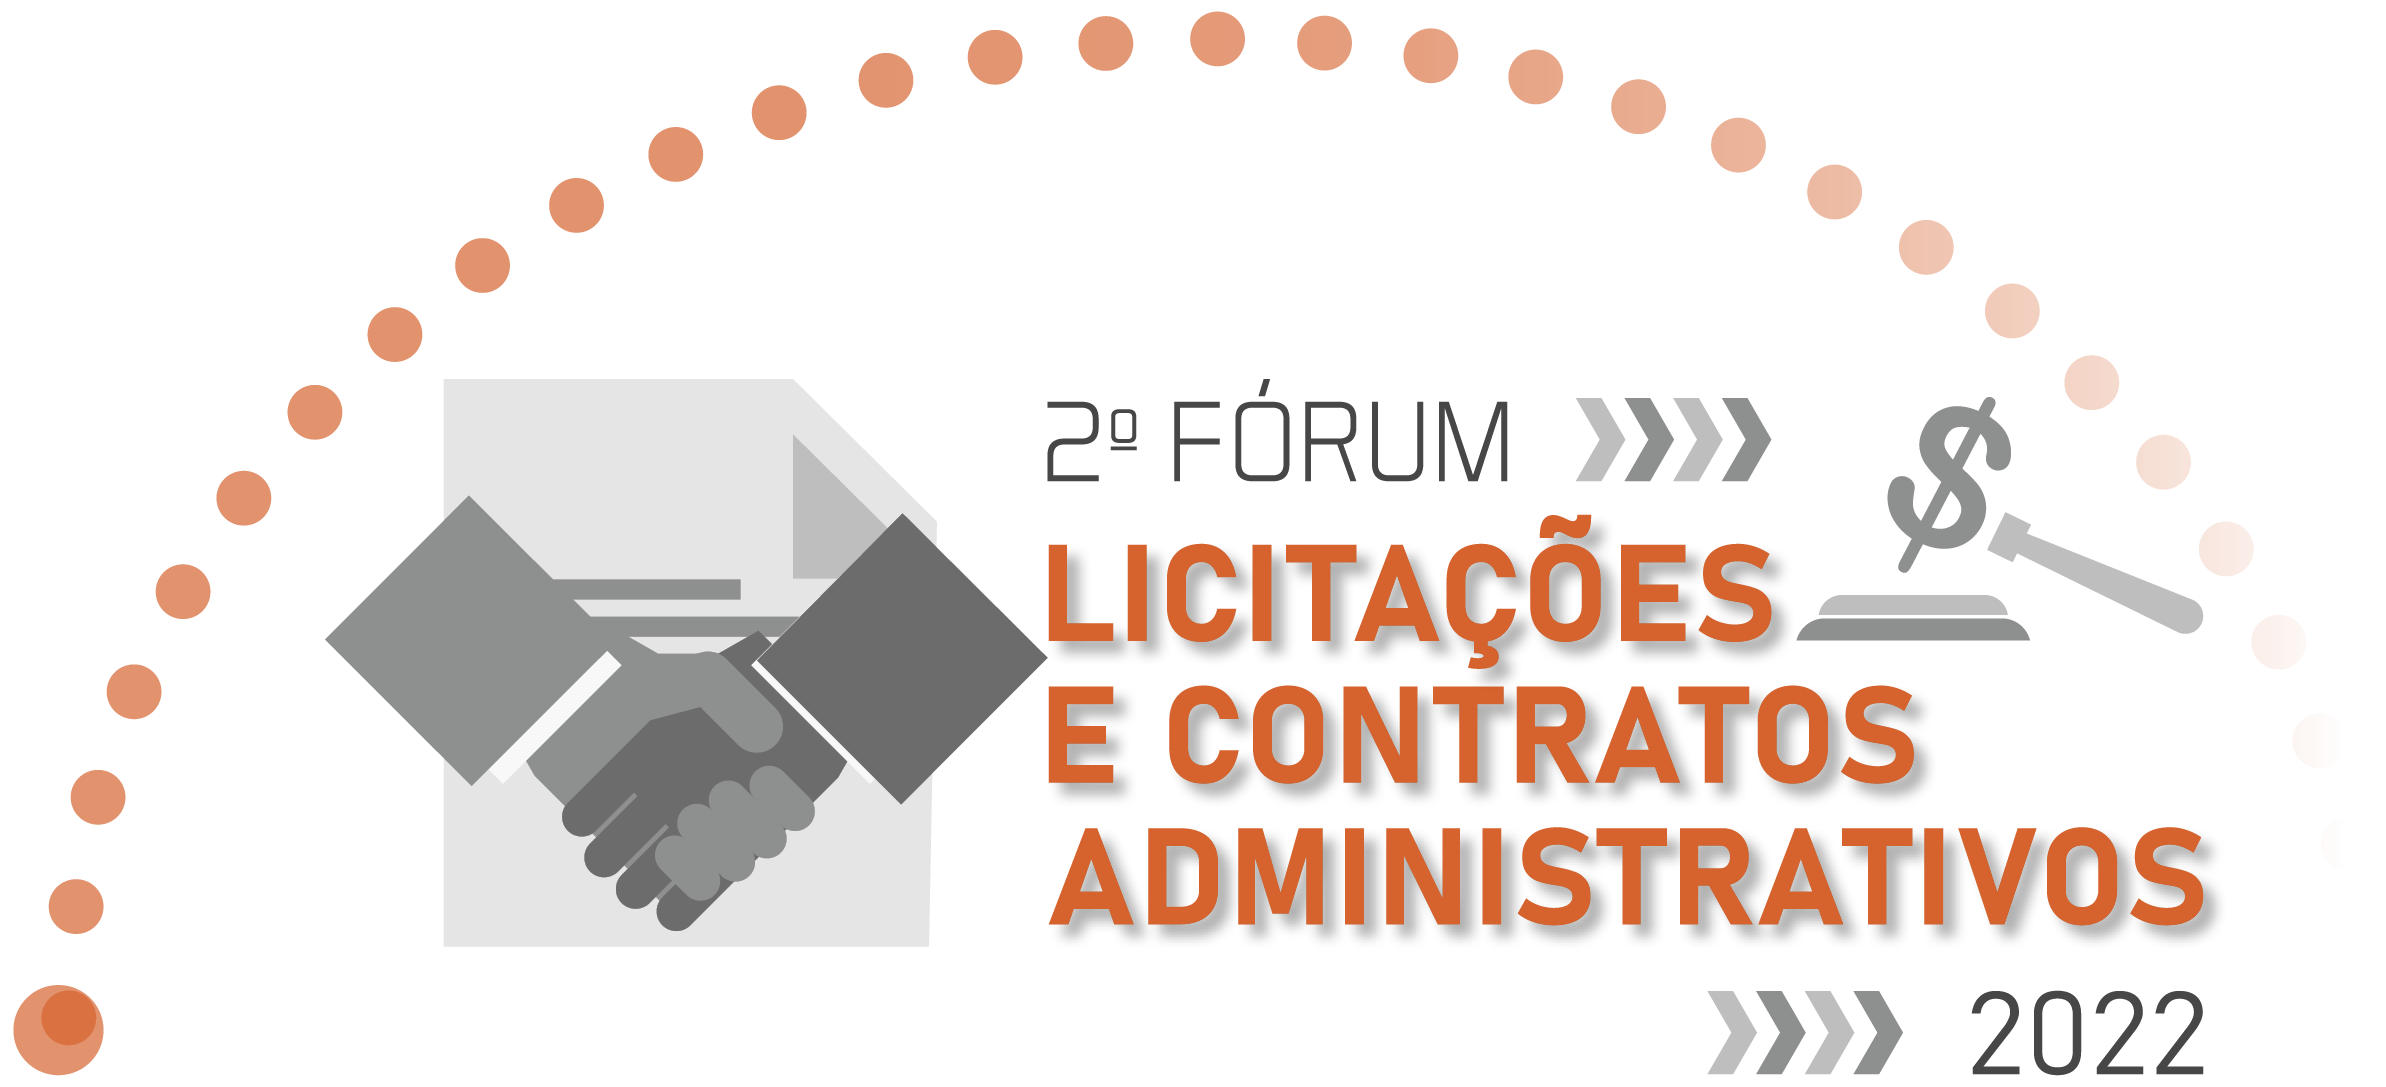 2º FÓRUM
LICITAÇÕES
E CONTRATOS
ADMINISTRATIVOS
2022